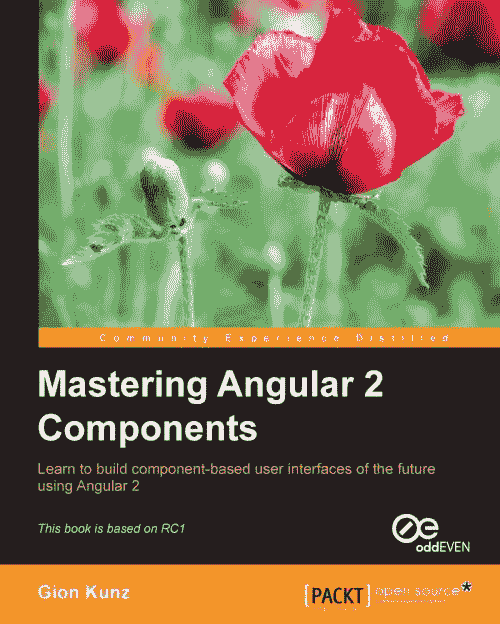 Community Experience Distilled
Mastering Angular 2
Components
Learn to build component-based user interfaces of the future
using Angular 2
This book is based on RC1
oddEVEN
Gion Kunz
[PACKT] open source*